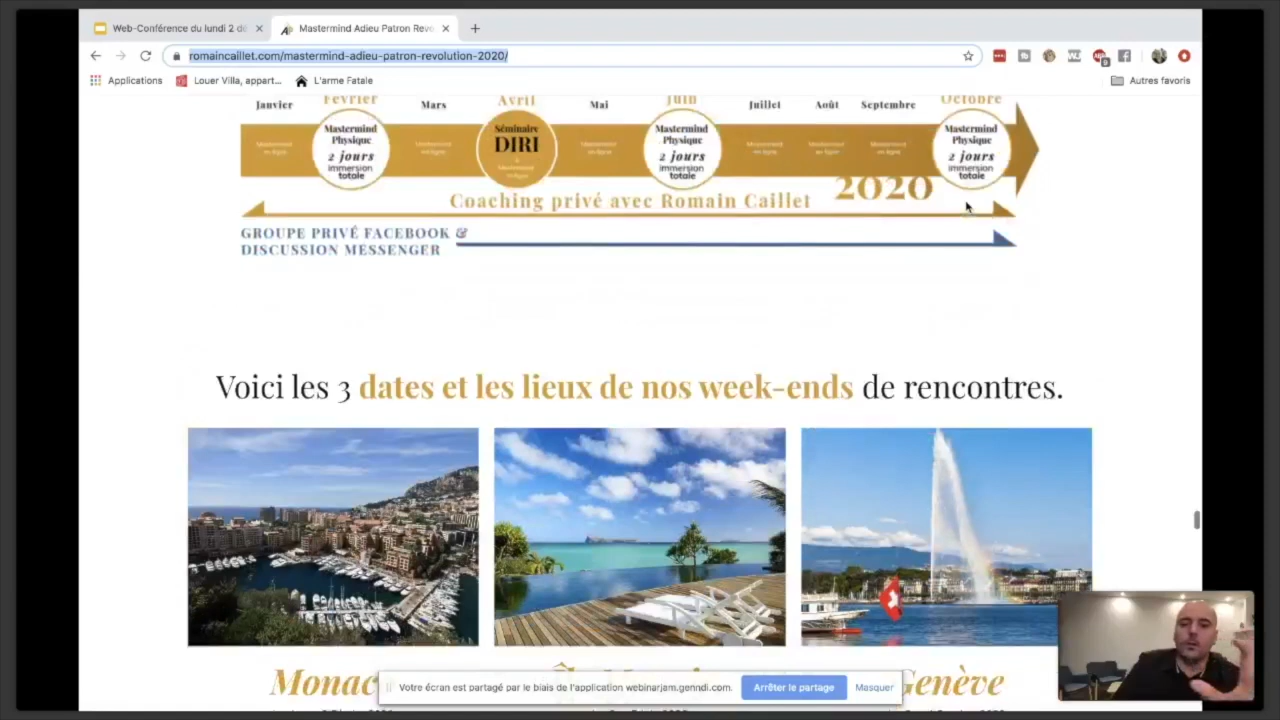 Web-Conférence du lundi 2 dé
Mastermind Adieu Patron Revo
romaincaillet.com/mastermind-adieu-patron-revolution-2020/
Applications
Louer Villa, appart...
L'arme Fatale
Autres favoris
Janvier
Février
Mars
Avril
Mai
Juin
Juillet
Août
Septembre
Octobre
Mastermind
Physique
2 jours
immersion
totale
Séminaire
DIRI
Mastermind
Physique
2 jours
immersion
totale
Mastermind
Physique
2 jours
immersion
totale
2020
Coaching privé avec Romain Caillet
GROUPE PRIVÉ FACEBOOK &
DISCUSSION MESSENGER
Voici les 3 dates et les lieux de nos week-ends de rencontres.
Monac
Genève
Votre écran est partagé par le biais de l'application webinarjam.genndi.com.
Arrêter le partage
Masquer